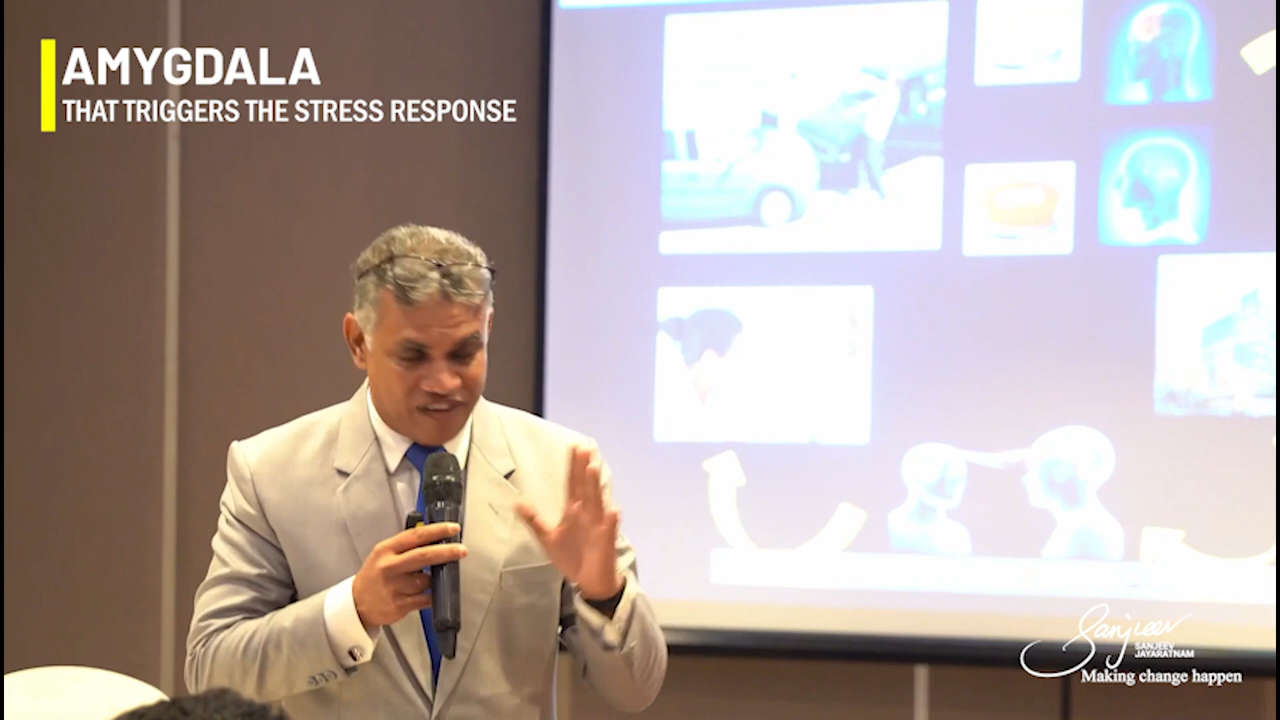 AMYGDALA
THAT TRIGGERS THE STRESS RESPONSE
Sanjeev
SANJEEV
JAYARATNAM
Making change happen